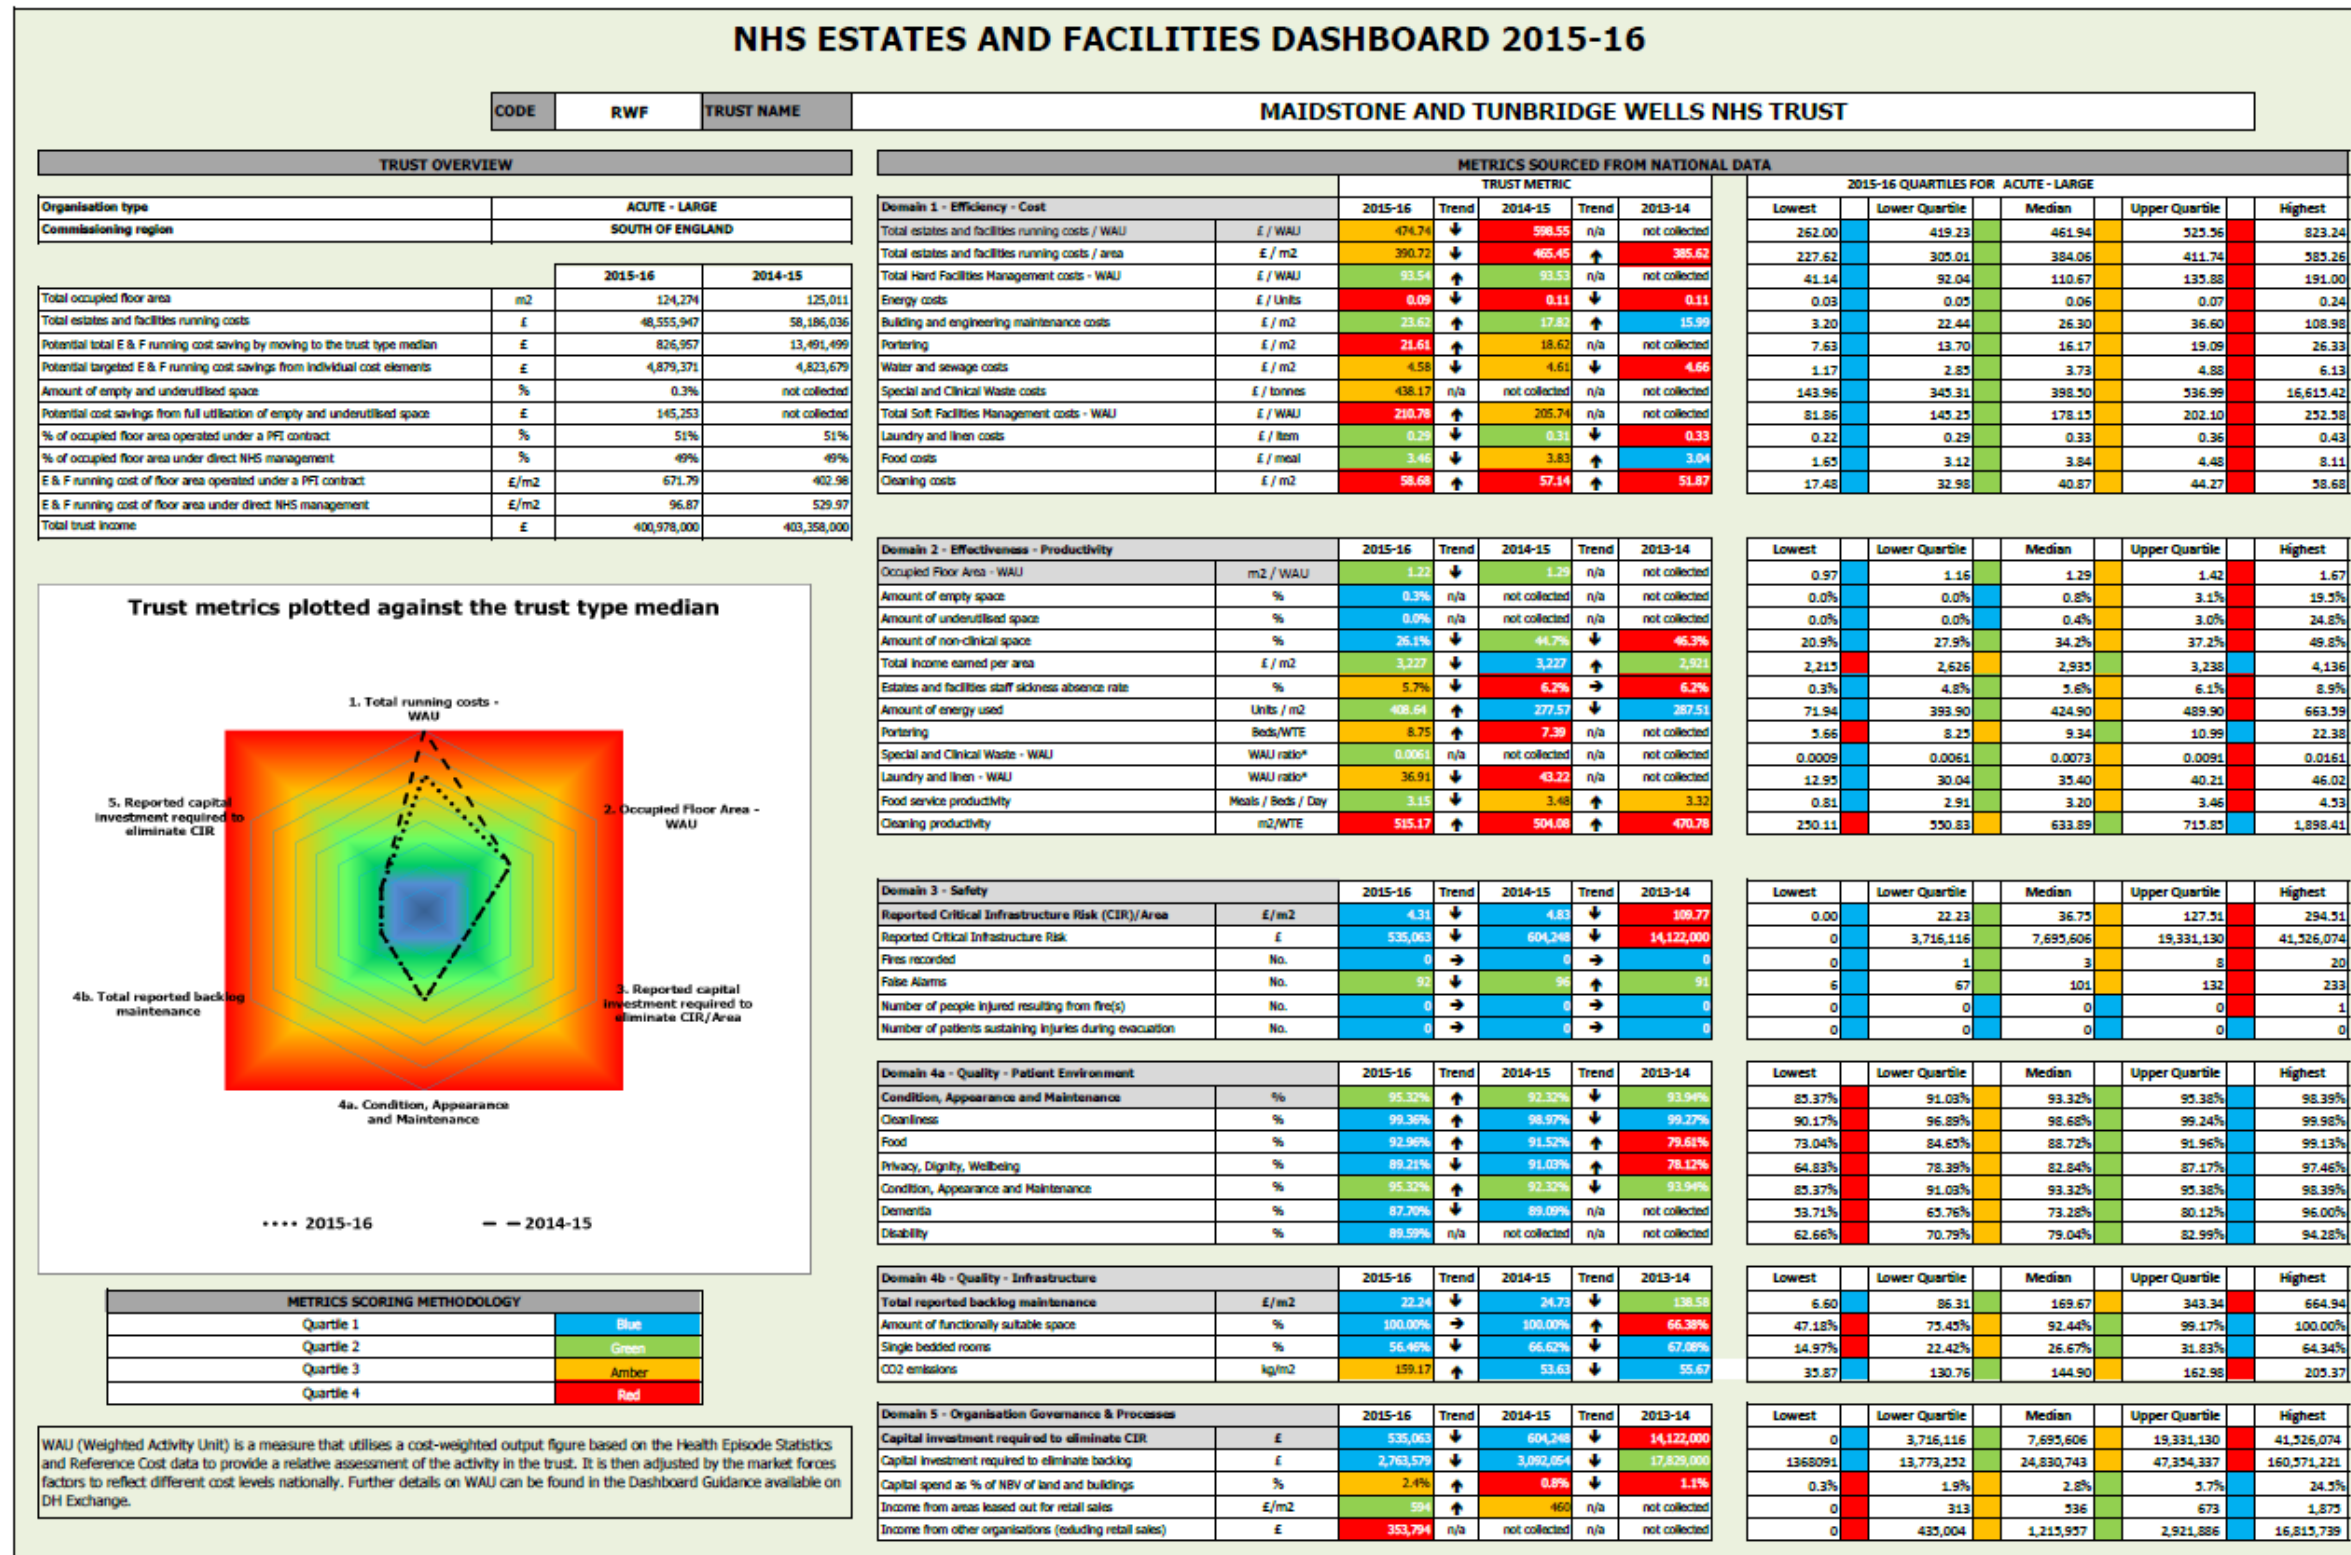 NHS ESTATES AND FACILITIES DASHBOARD 2015-16
CODE RWF TRUST NAME MAIDSTONE AND TUNBRIDGE WELLS NHS TRUST
TRUST OVERVIEW
Organisation type ACUTE - LARGE
Commissioning region SOUTH OF ENGLAND
2015-16 2014-15
Total occupied floor area m2 124,274 125,011
Total estates and facilities running costs £ 48,555,947 58,186,036
Potential total E & F running cost saving by moving to the trust type median £ 826,957 13,491,499
Potential targeted E & F running cost savings from individual cost elements £ 4,879,371 4,823,679
Amount of empty and underutilised space % 0.3% not collected
Potential cost savings from full utilisation of empty and underutilised space £ 145,253 not collected
% of occupied floor area operated under a PFI contract % 51% 51%
% of occupied floor area under direct NHS management % 49% 49%
E & F running cost of floor area operated under a PFI contract £/m2 671.79 402.98
E & F running cost of floor area under direct NHS management £/m2 96.87 529.97
Total trust income £ 400,978,000 403,358,000
Trust metrics plotted against the trust type median
1. Total running costs -
WAU
2. Occupied Floor Area -
WAU
3. Reported capital
investment required to
eliminate CIR/Area
4a. Condition, Appearance
and Maintenance
4b. Total reported backlog
maintenance
5. Reported capital
investment required to
eliminate CIR
2015-16 2014-15
METRICS SCORING METHODOLOGY
Quartile 1 Blue
Quartile 2 Green
Quartile 3 Amber
Quartile 4 Red
WAU (Weighted Activity Unit) is a measure that utilises a cost-weighted output figure based on the Health Episode Statistics
and Reference Cost data to provide a relative assessment of the activity in the trust. It is then adjusted by the market forces
factors to reflect different cost levels nationally. Further details on WAU can be found in the Dashboard Guidance available on
DH Exchange.
METRICS SOURCED FROM NATIONAL DATA
TRUST METRIC 2015-16 QUARTILES FOR ACUTE - LARGE
Domain 1 - Efficiency - Cost 2015-16 Trend 2014-15 Trend 2013-14 Lowest Lower Quartile Median Upper Quartile Highest
Total estates and facilities running costs / WAU £ / WAU 474.74 ↓ 598.55 n/a not collected 262.00 419.23 461.94 525.56 823.24
Total estates and facilities running costs / area £ / m2 390.72 ↓ 465.45 ↑ 385.62 227.62 305.01 384.06 411.74 585.26
Total Hard Facilities Management costs - WAU £ / WAU 93.54 ↑ 93.53 n/a not collected 41.14 92.04 110.67 135.88 191.00
Energy costs £ / Units 0.09 ↓ 0.11 ↓ 0.11 0.03 0.05 0.06 0.07 0.24
Building and engineering maintenance costs £ / m2 23.62 ↑ 17.82 ↑ 15.99 3.20 22.44 26.30 36.60 108.98
Portering £ / m2 21.61 ↑ 18.62 n/a not collected 7.63 13.70 16.17 19.09 26.33
Water and sewage costs £ / m2 4.58 ↓ 4.61 ↓ 4.66 1.17 2.85 3.73 4.88 6.13
Special and Clinical Waste costs £ / tonnes 438.17 n/a not collected n/a not collected 143.96 345.31 398.50 536.99 16,615.42
Total Soft Facilities Management costs - WAU £ / WAU 210.78 ↑ 205.74 n/a not collected 81.86 145.25 178.15 202.10 252.58
Laundry and linen costs £ / Item 0.29 ↓ 0.31 ↓ 0.33 0.22 0.29 0.33 0.36 0.43
Food costs £ / meal 3.46 ↓ 3.83 ↑ 3.04 1.65 3.12 3.84 4.48 8.11
Cleaning costs £ / m2 58.68 ↑ 57.14 ↑ 51.87 17.48 32.98 40.87 44.27 58.68
Domain 2 - Effectiveness - Productivity 2015-16 Trend 2014-15 Trend 2013-14 Lowest Lower Quartile Median Upper Quartile Highest
Occupied Floor Area - WAU m2 / WAU 1.22 ↓ 1.29 n/a not collected 0.97 1.16 1.29 1.42 1.67
Amount of empty space % 0.3% n/a not collected n/a not collected 0.0% 0.0% 0.8% 3.1% 19.5%
Amount of underutilised space % 0.0% n/a not collected n/a not collected 0.0% 0.0% 0.4% 3.0% 24.8%
Amount of non-clinical space % 26.1% ↓ 44.7% ↓ 46.3% 20.9% 27.9% 34.2% 37.2% 49.8%
Total income earned per area £ / m2 3,227 ↓ 3,227 ↑ 2,921 2,215 2,626 2,935 3,238 4,136
Estates and facilities staff sickness absence rate % 5.7% ↓ 6.2% → 6.2% 0.3% 4.8% 5.6% 6.1% 8.9%
Amount of energy used Units / m2 408.64 ↑ 277.57 ↓ 287.51 71.94 393.90 424.90 489.90 663.59
Portering Beds/WTE 8.75 ↑ 7.39 n/a not collected 5.66 8.25 9.34 10.99 22.38
Special and Clinical Waste - WAU WAU ratio* 0.0061 n/a not collected n/a not collected 0.0009 0.0061 0.0073 0.0091 0.0161
Laundry and linen - WAU WAU ratio* 36.91 ↓ 43.22 n/a not collected 12.95 30.04 35.40 40.21 46.02
Food service productivity Meals / Beds / Day 3.15 ↓ 3.48 ↑ 3.32 0.81 2.91 3.20 3.46 4.53
Cleaning productivity m2/WTE 515.17 ↑ 504.08 ↑ 470.78 250.11 550.83 633.89 715.85 1,898.41
Domain 3 - Safety 2015-16 Trend 2014-15 Trend 2013-14 Lowest Lower Quartile Median Upper Quartile Highest
Reported Critical Infrastructure Risk (CIR)/Area £/m2 4.31 ↓ 4.83 ↓ 109.77 0.00 22.23 36.75 127.51 294.51
Reported Critical Infrastructure Risk £ 535,063 ↓ 604,248 ↓ 14,122,000 0 3,716,116 7,695,606 19,331,130 41,526,074
Fires recorded No. 0 → 0 → 0 0 1 3 8 20
False Alarms No. 92 ↓ 96 ↑ 91 6 67 101 132 233
Number of people injured resulting from fire(s) No. 0 → 0 → 0 0 0 0 0 1
Number of patients sustaining injuries during evacuation No. 0 → 0 → 0 0 0 0 0 0
Domain 4a - Quality - Patient Environment 2015-16 Trend 2014-15 Trend 2013-14 Lowest Lower Quartile Median Upper Quartile Highest
Condition, Appearance and Maintenance % 95.32% ↑ 92.32% ↓ 93.94% 85.37% 91.03% 93.32% 95.38% 98.39%
Cleanliness % 99.36% ↑ 98.97% ↓ 99.27% 90.17% 96.89% 98.68% 99.24% 99.98%
Food % 92.96% ↑ 91.52% ↑ 79.61% 73.04% 84.65% 88.72% 91.96% 99.13%
Privacy, Dignity, Wellbeing % 89.21% ↓ 91.03% ↑ 78.12% 64.83% 78.39% 82.84% 87.17% 97.46%
Condition, Appearance and Maintenance % 95.32% ↑ 92.32% ↓ 93.94% 85.37% 91.03% 93.32% 95.38% 98.39%
Dementia % 87.70% ↓ 89.09% n/a not collected 53.71% 65.76% 73.28% 80.12% 96.00%
Disability % 89.59% n/a not collected n/a not collected 62.66% 70.79% 79.04% 82.99% 94.28%
Domain 4b - Quality - Infrastructure 2015-16 Trend 2014-15 Trend 2013-14 Lowest Lower Quartile Median Upper Quartile Highest
Total reported backlog maintenance £/m2 22.24 ↓ 24.73 ↓ 138.58 6.60 86.31 169.67 343.34 664.94
Amount of functionally suitable space % 100.00% → 100.00% ↑ 66.38% 47.18% 75.45% 92.44% 99.17% 100.00%
Single bedded rooms % 56.46% ↓ 66.62% ↓ 67.08% 14.97% 22.42% 26.67% 31.83% 64.34%
CO2 emissions kg/m2 159.17 ↑ 53.63 ↓ 55.67 35.87 130.76 144.90 162.98 205.37
Domain 5 - Organisation Governance & Processes 2015-16 Trend 2014-15 Trend 2013-14 Lowest Lower Quartile Median Upper Quartile Highest
Capital investment required to eliminate CIR £ 535,063 ↓ 604,248 ↓ 14,122,000 0 3,716,116 7,695,606 19,331,130 41,526,074
Capital investment required to eliminate backlog £ 2,763,579 ↓ 3,092,054 ↓ 17,829,000 1368091 13,773,252 24,830,743 47,354,337 160,571,221
Capital spend as % of NBV of land and buildings % 2.4% ↑ 0.8% ↓ 1.1% 0.3% 1.9% 2.8% 5.7% 24.5%
Income from areas leased out for retail sales £/m2 594 ↑ 460 n/a not collected 0 313 536 673 1,875
Income from other organisations (exluding retail sales) £ 353,794 n/a not collected n/a not collected 0 435,004 1,215,957 2,921,886 16,815,739